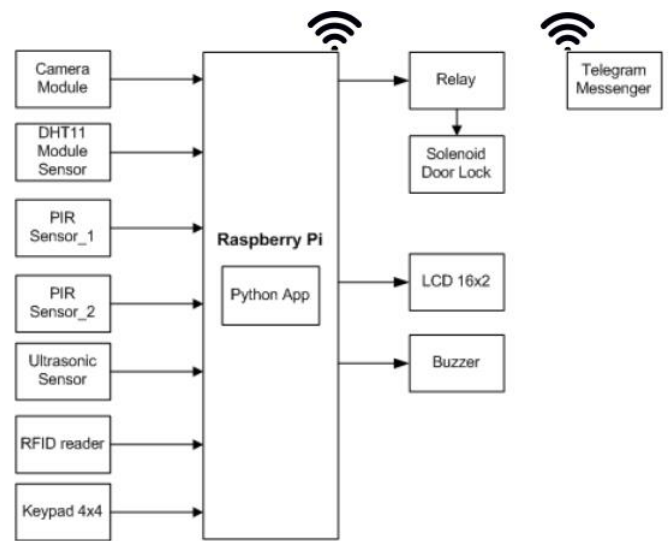 Camera
Module
DHT11
Module
Sensor
PIR
Sensor_1
PIR
Sensor_2
Ultrasonic
Sensor
RFID reader
Keypad 4x4
Raspberry Pi
Python App
Relay
Solenoid
Door Lock
LCD 16x2
Buzzer
Telegram
Messenger